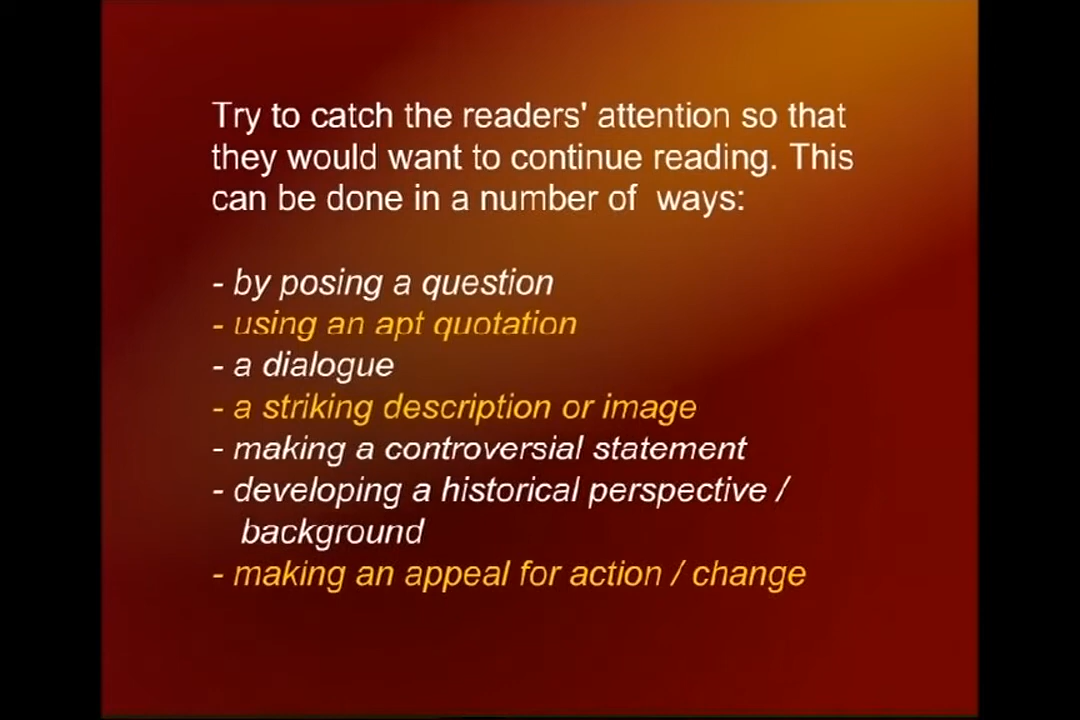 Try to catch the readers' attention so that
they would want to continue reading. This
can be done in a number of ways:
- by posing a question
- using an apt quotation
- a dialogue
- a striking description or image
- making a controversial statement
- developing a historical perspective /
background
- making an appeal for action / change